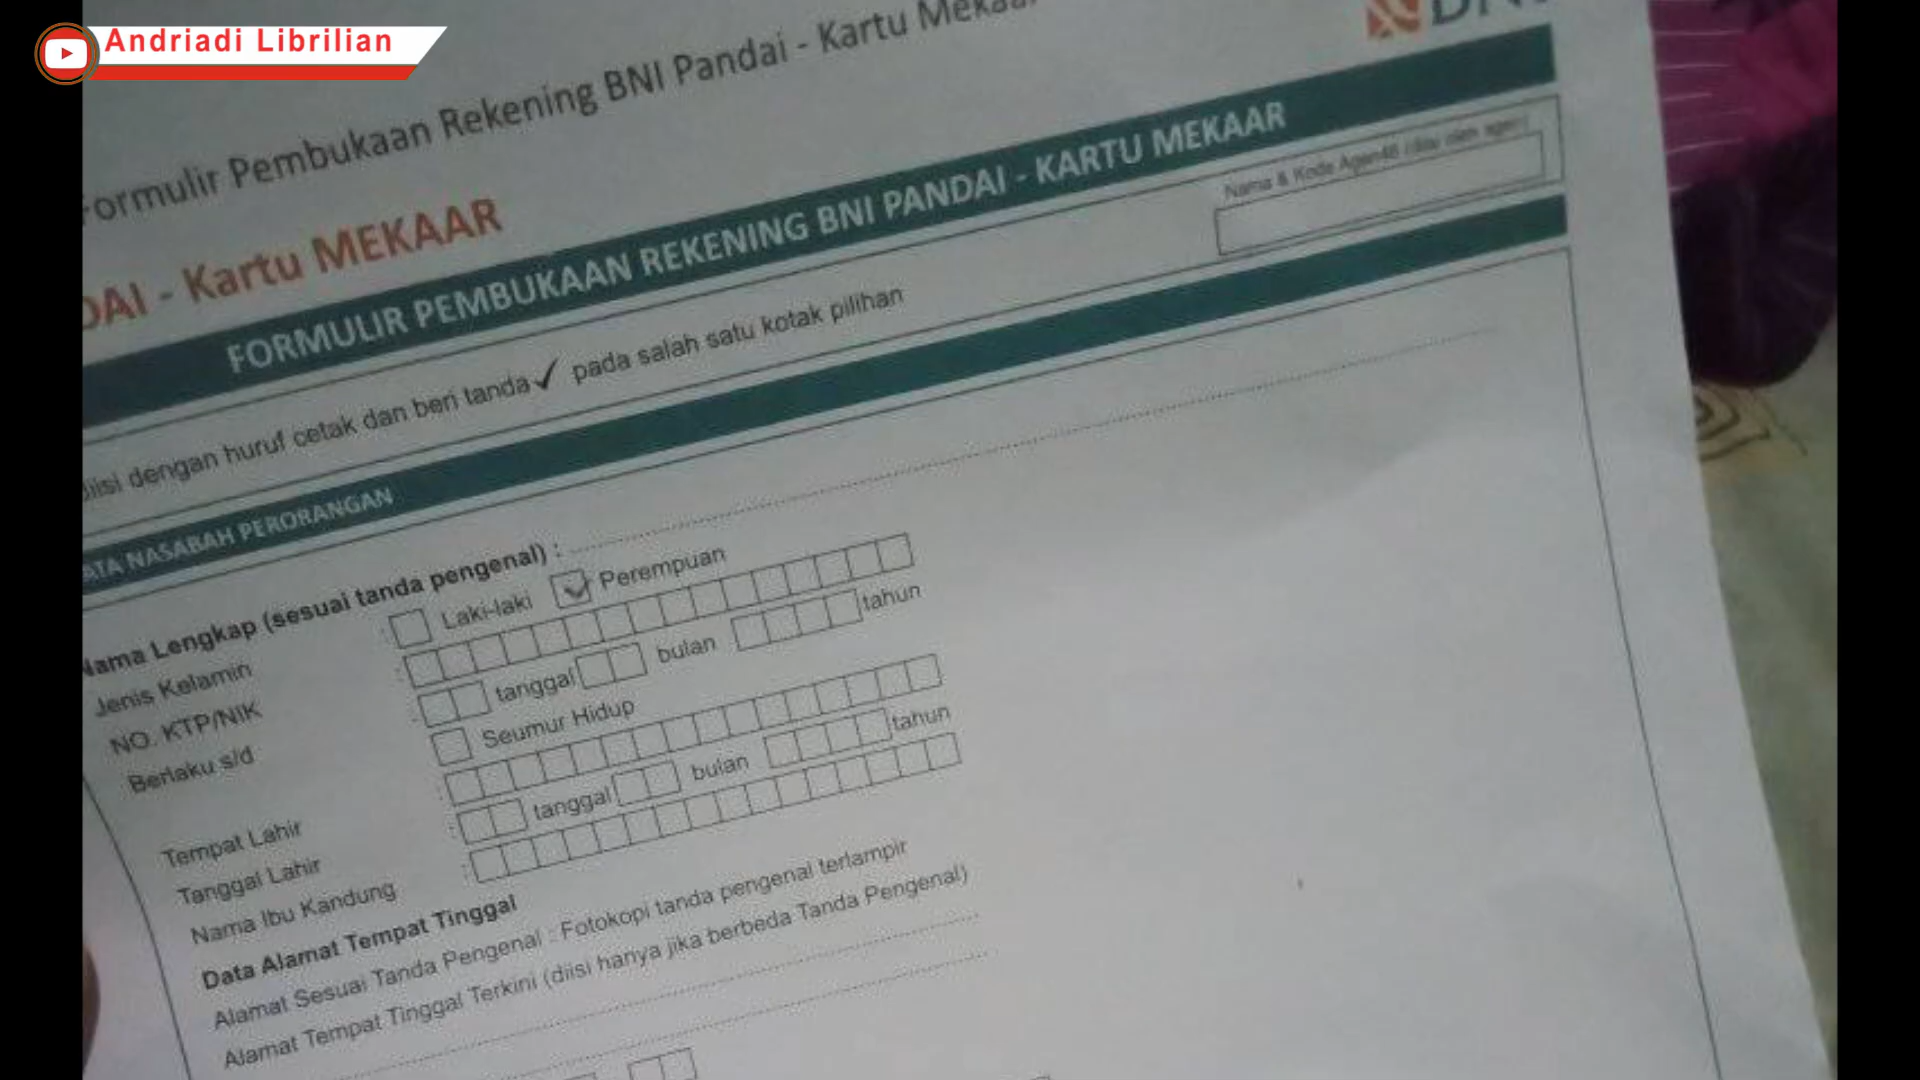 Andriadi Librilian
Formulir Pembukaan Rekening BNI Pandai - Kartu Mekaar
DAI - Kartu MEKAAR
FORMULIR PEMBUKAAN REKENING BNI PANDAI - KARTU MEKAAR
Nama & Kode Agen46 (diisi oleh agen)
diisi dengan huruf cetak dan beri tanda ✓ pada salah satu kotak pilihan
ATA NASABAH PERORANGAN
Nama Lengkap (sesuai tanda pengenal) :
Jenis Kelamin : Laki-laki Perempuan
NO. KTP/NIK :
Berlaku s/d : tanggal bulan tahun
Seumur Hidup
Tempat Lahir :
Tanggal Lahir : tanggal bulan tahun
Nama Ibu Kandung :
Data Alamat Tempat Tinggal
Alamat Sesuai Tanda Pengenal : Fotokopi tanda pengenal terlampir
Alamat Tempat Tinggal Terkini (diisi hanya jika berbeda Tanda Pengenal)